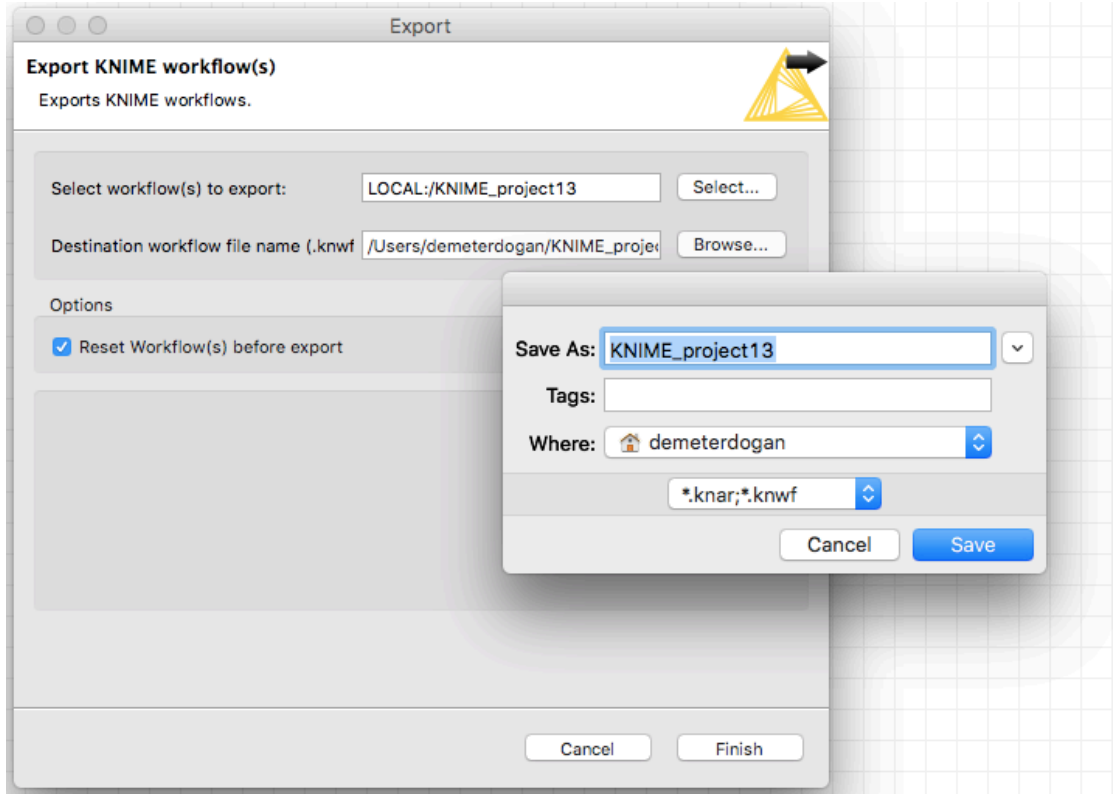 Export
Export KNIME workflow(s)
Exports KNIME workflows.
Select workflow(s) to export: LOCAL:/KNIME_project13 Select...
Destination workflow file name (.knwf /Users/demeterdogan/KNIME_projec Browse...
Options
Reset Workflow(s) before export
Save As: KNIME_project13
Tags:
Where: demeterdogan
*.knar;*.knwf
Cancel Save
Cancel Finish